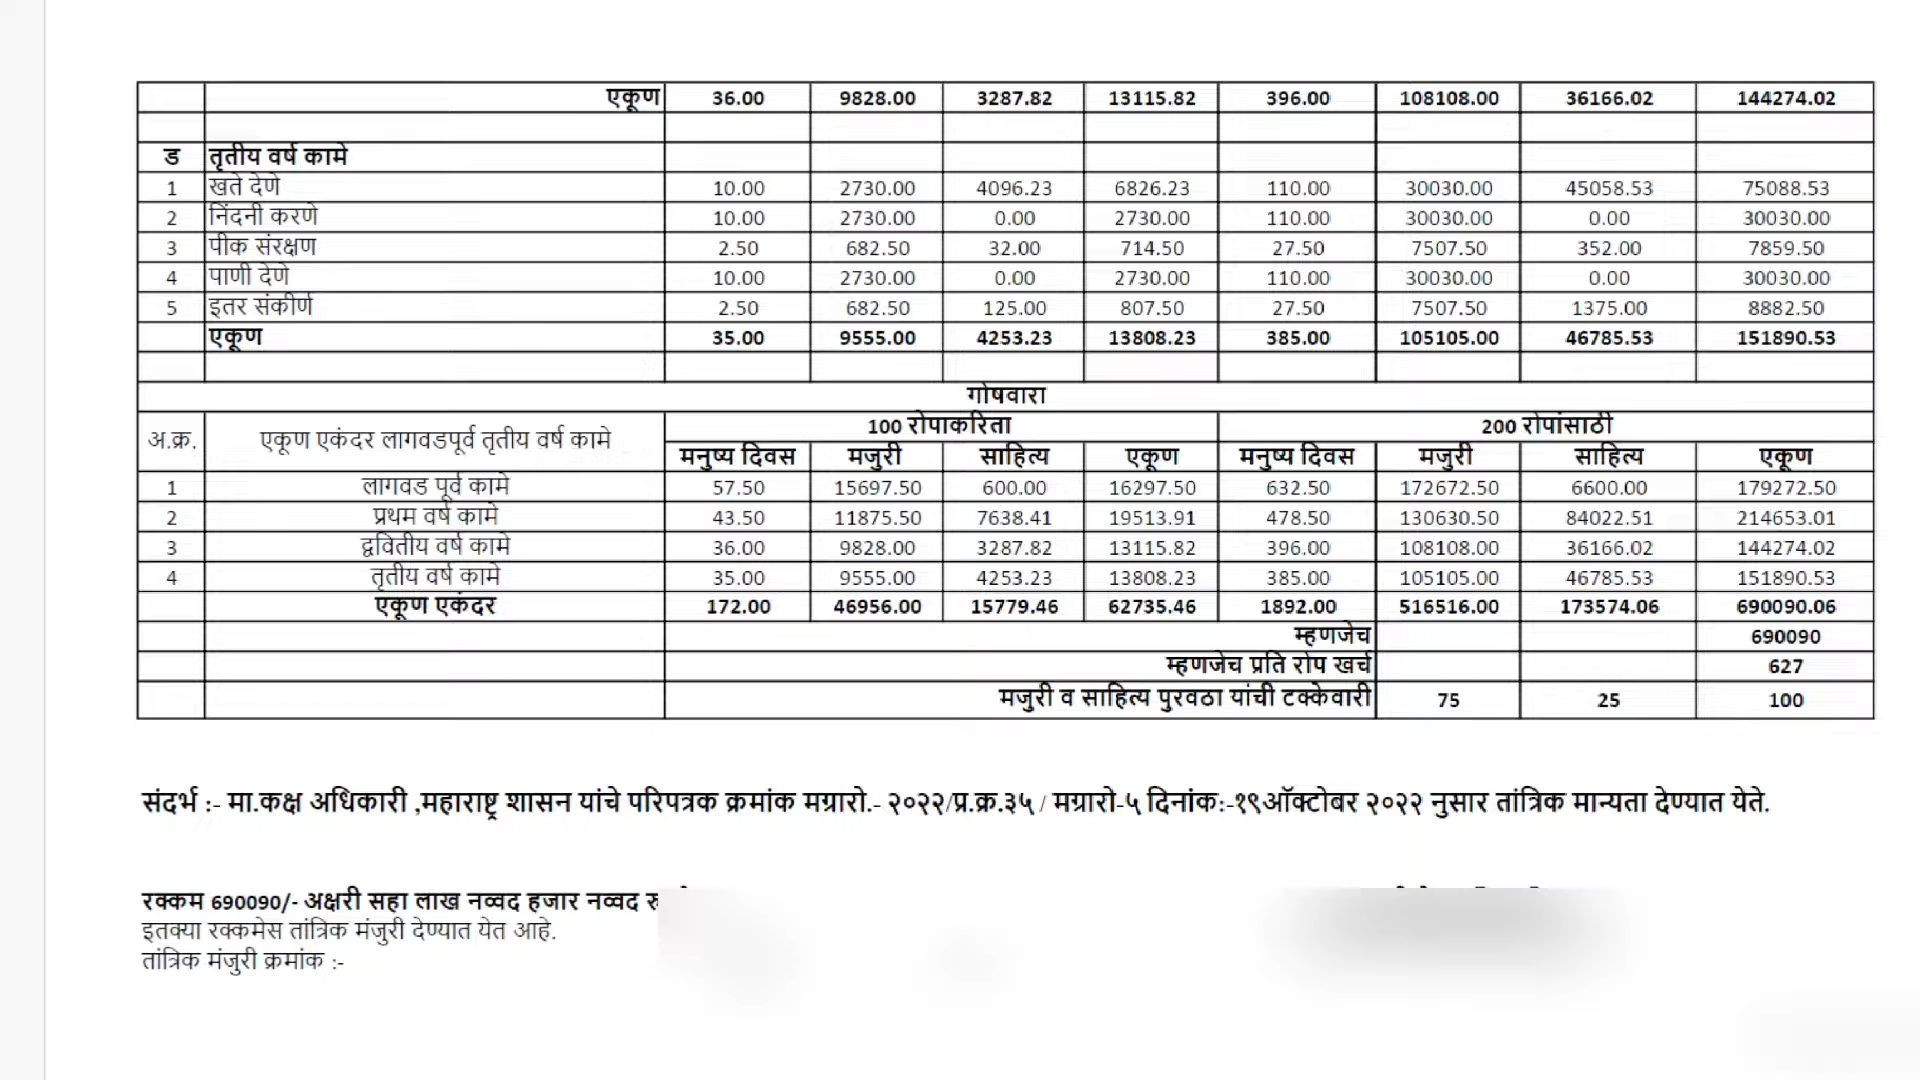 एकूण 36.00 9828.00 3287.82 13115.82 396.00 108108.00 36166.02 144274.02
ड तृतीय वर्ष कामे
1 खते देणे 10.00 2730.00 4096.23 6826.23 110.00 30030.00 45058.53 75088.53
2 निंदनी करणे 10.00 2730.00 0.00 2730.00 110.00 30030.00 0.00 30030.00
3 पीक संरक्षण 2.50 682.50 32.00 714.50 27.50 7507.50 352.00 7859.50
4 पाणी देणे 10.00 2730.00 0.00 2730.00 110.00 30030.00 0.00 30030.00
5 इतर संकीर्ण 2.50 682.50 125.00 807.50 27.50 7507.50 1375.00 8882.50
एकूण 35.00 9555.00 4253.23 13808.23 385.00 105105.00 46785.53 151890.53
गोषवारा
अ.क्र. एकूण एकंदर लागवडपूर्व तृतीय वर्ष कामे 100 रोपाकरिता 200 रोपांसाठी
मनुष्य दिवस मजुरी साहित्य एकूण मनुष्य दिवस मजुरी साहित्य एकूण
1 लागवड पूर्व कामे 57.50 15697.50 600.00 16297.50 632.50 172672.50 6600.00 179272.50
2 प्रथम वर्ष कामे 43.50 11875.50 7638.41 19513.91 478.50 130630.50 84022.51 214653.01
3 द्ववितीय वर्ष कामे 36.00 9828.00 3287.82 13115.82 396.00 108108.00 36166.02 144274.02
4 तृतीय वर्ष कामे 35.00 9555.00 4253.23 13808.23 385.00 105105.00 46785.53 151890.53
एकूण एकंदर 172.00 46956.00 15779.46 62735.46 1892.00 516516.00 173574.06 690090.06
म्हणजेच 690090
म्हणजेच प्रति रोप खर्च 627
मजुरी व साहित्य पुरवठा यांची टक्केवारी 75 25 100
संदर्भ :- मा.कक्ष अधिकारी ,महाराष्ट्र शासन यांचे परिपत्रक क्रमांक मग्रारो.- २०२२/प्र.क्र.३५ / मग्रारो-५ दिनांक:-१९ऑक्टोबर २०२२ नुसार तांत्रिक मान्यता देण्यात येते.
रक्कम 690090/- अक्षरी सहा लाख नव्वद हजार नव्वद
इतक्या रक्कमेस तांत्रिक मंजुरी देण्यात येत आहे.
तांत्रिक मंजुरी क्रमांक :-